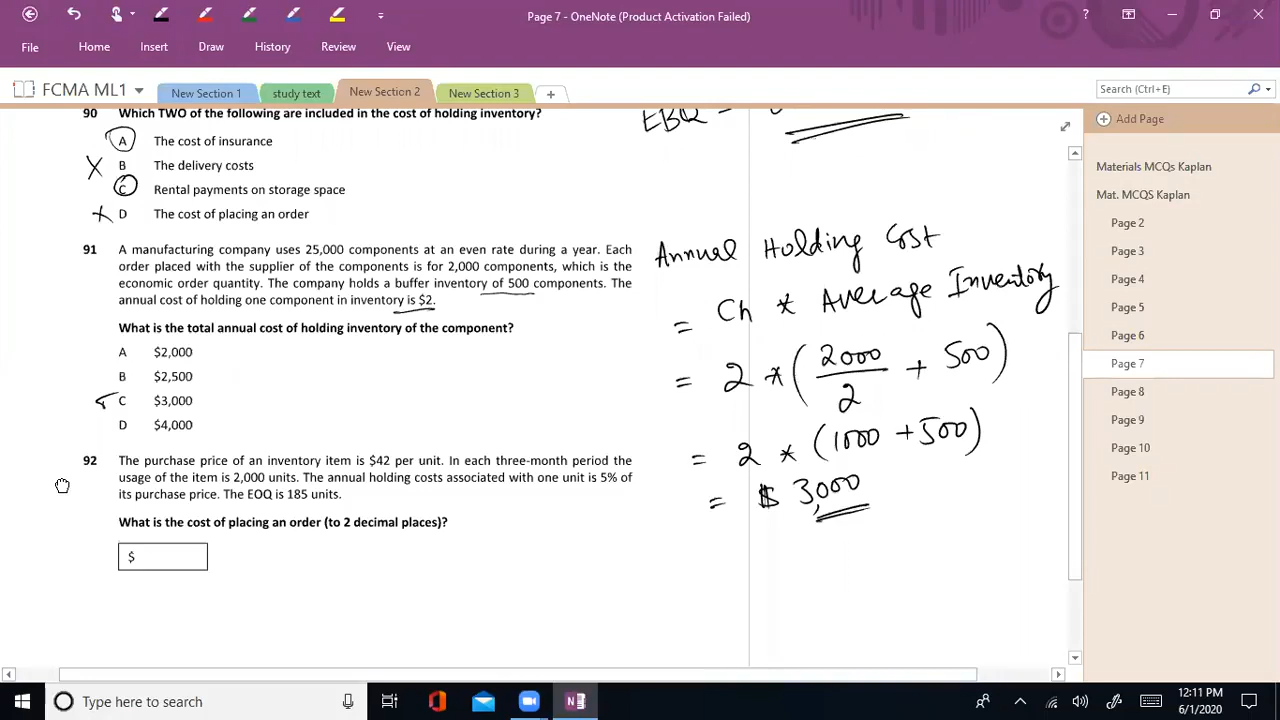 Page 7 - OneNote (Product Activation Failed)
File Home Insert Draw History Review View
FCMA ML1 New Section 1 study text New Section 2 New Section 3
Search (Ctrl+E)
Add Page
Materials MCQs Kaplan
Mat. MCQS Kaplan
Page 2
Page 3
Page 4
Page 5
Page 6
Page 7
Page 8
Page 9
Page 10
Page 11
90 Which TWO of the following are included in the cost of holding inventory?
A The cost of insurance
B The delivery costs
C Rental payments on storage space
D The cost of placing an order
91 A manufacturing company uses 25,000 components at an even rate during a year. Each
order placed with the supplier of the components is for 2,000 components, which is the
economic order quantity. The company holds a buffer inventory of 500 components. The
annual cost of holding one component in inventory is $2.
What is the total annual cost of holding inventory of the component?
A $2,000
B $2,500
C $3,000
D $4,000
92 The purchase price of an inventory item is $42 per unit. In each three-month period the
usage of the item is 2,000 units. The annual holding costs associated with one unit is 5% of
its purchase price. The EOQ is 185 units.
What is the cost of placing an order (to 2 decimal places)?
$
EBQ =
Annual Holding Cost
= Ch * Average Inventory
= 2 * (2000/2 + 500)
= 2 * (1000 + 500)
= $ 3,000
Type here to search
12:11 PM
6/1/2020